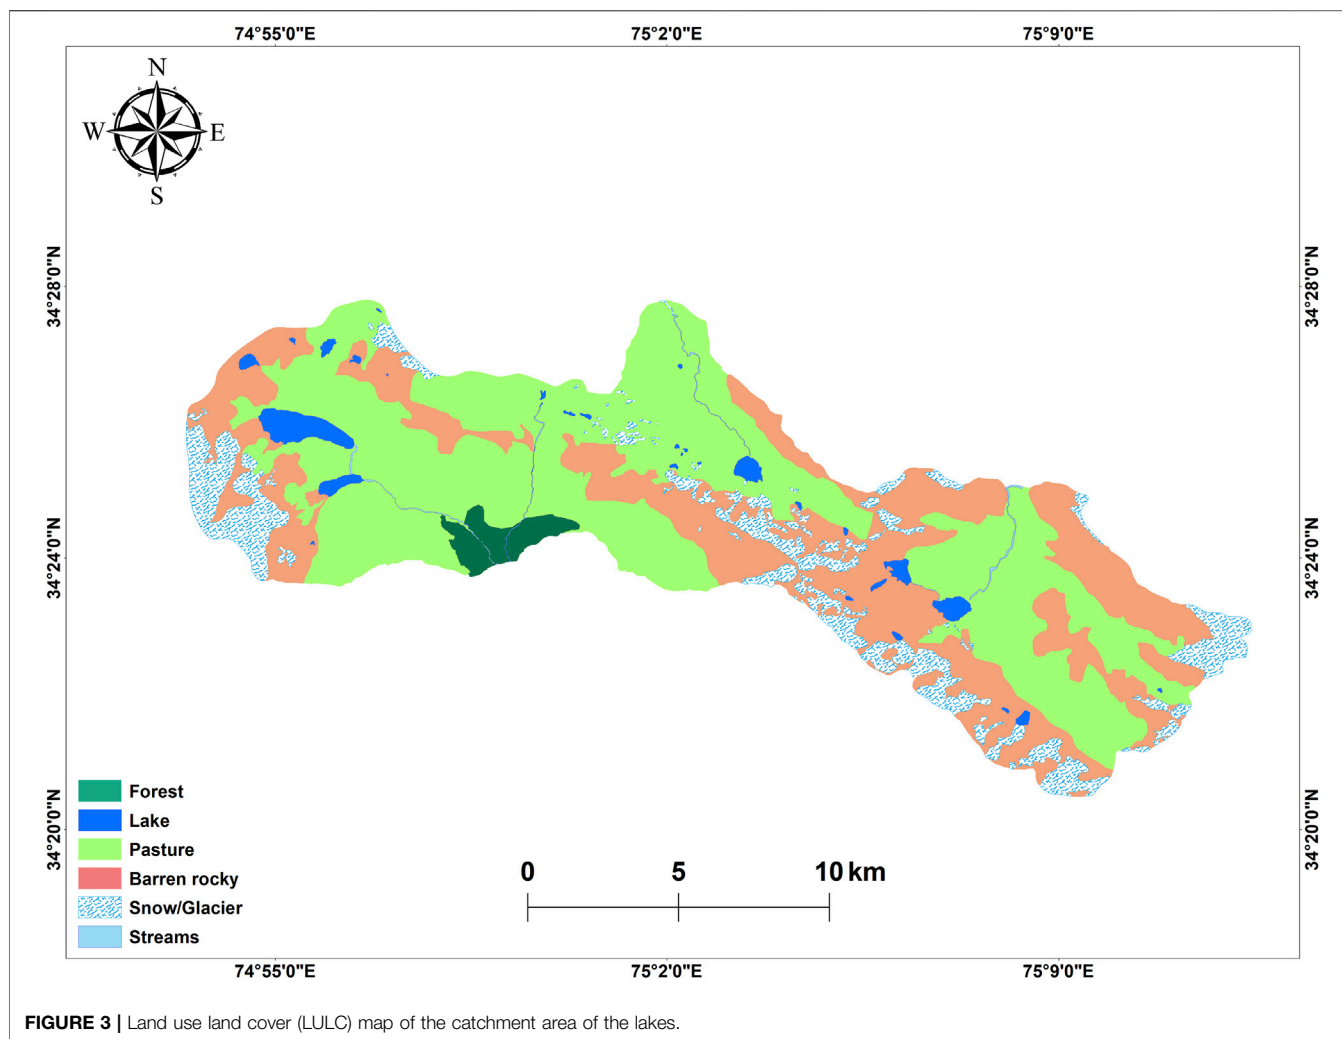 74°55'0"E 75°2'0"E 75°9'0"E
N
W E
S
34°28'0"N 34°28'0"N
34°24'0"N 34°24'0"N
34°20'0"N 34°20'0"N
Forest
Lake
Pasture
Barren rocky
Snow/Glacier
Streams
0 5 10 km
74°55'0"E 75°2'0"E 75°9'0"E
FIGURE 3 | Land use land cover (LULC) map of the catchment area of the lakes.